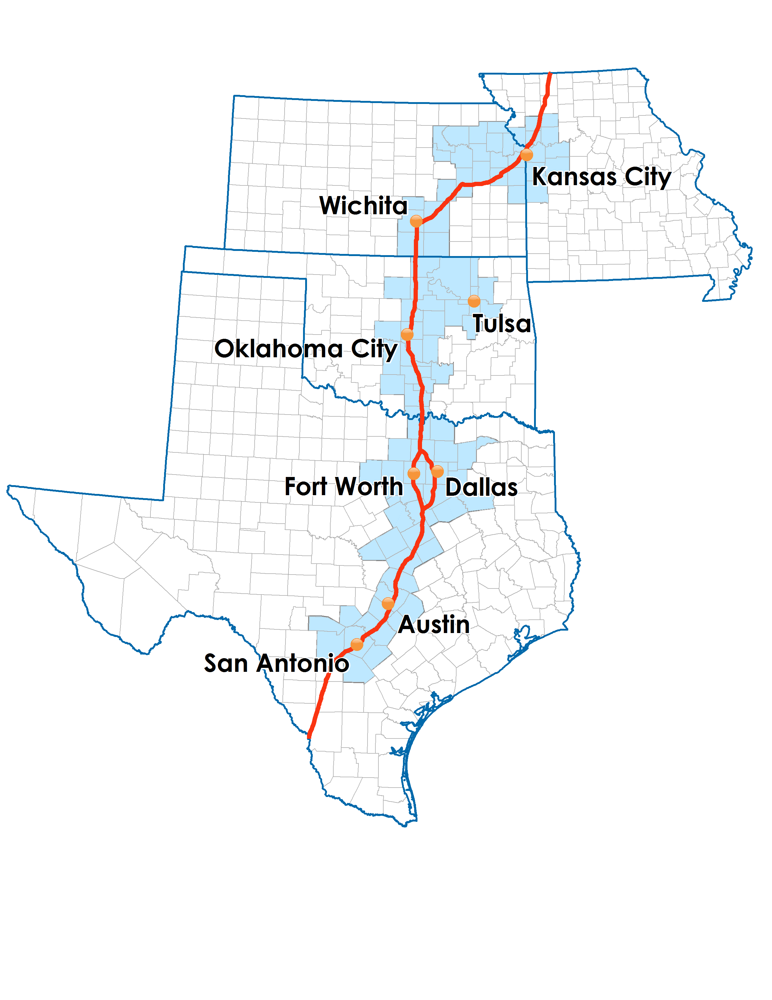 Kansas City
Wichita
Tulsa
Oklahoma City
Fort Worth
Dallas
Austin
San Antonio